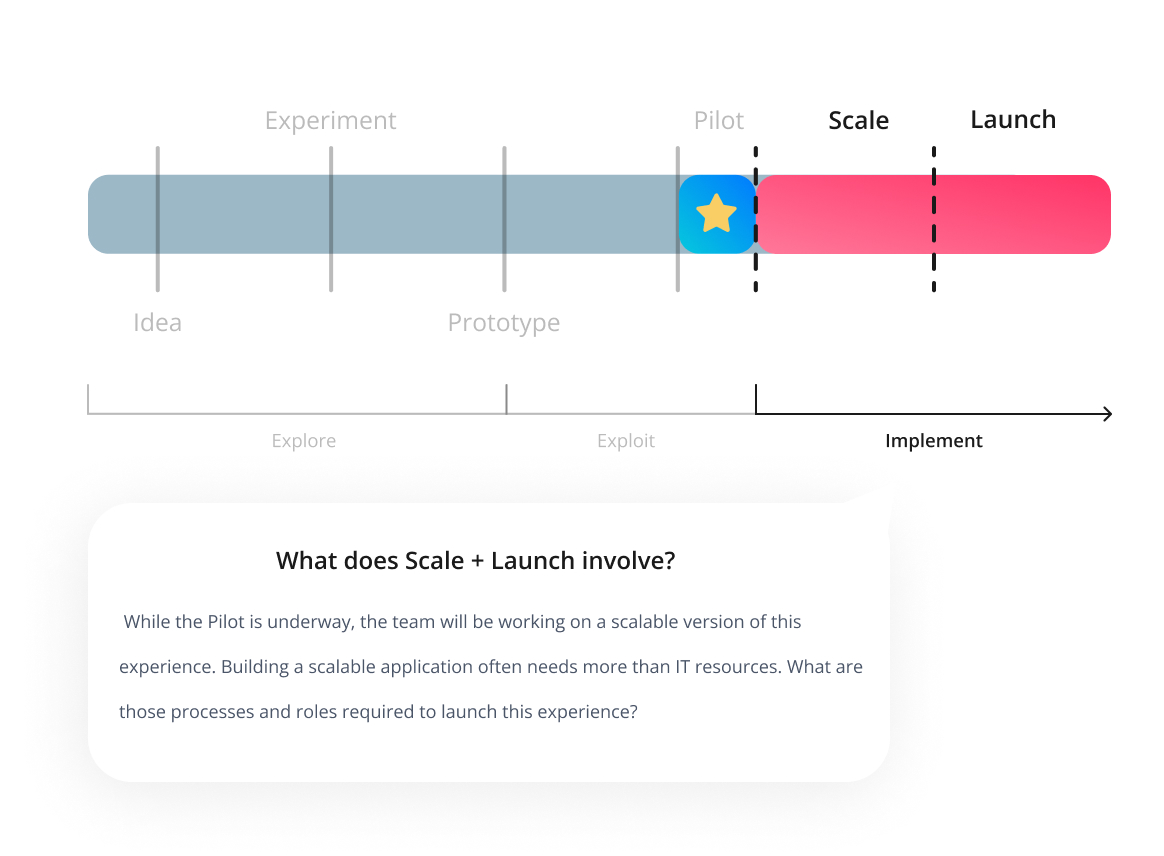 Experiment
Pilot
Scale
Launch
Idea
Prototype
Explore
Exploit
Implement
What does Scale + Launch involve?
While the Pilot is underway, the team will be working on a scalable version of this
experience. Building a scalable application often needs more than IT resources. What are
those processes and roles required to launch this experience?